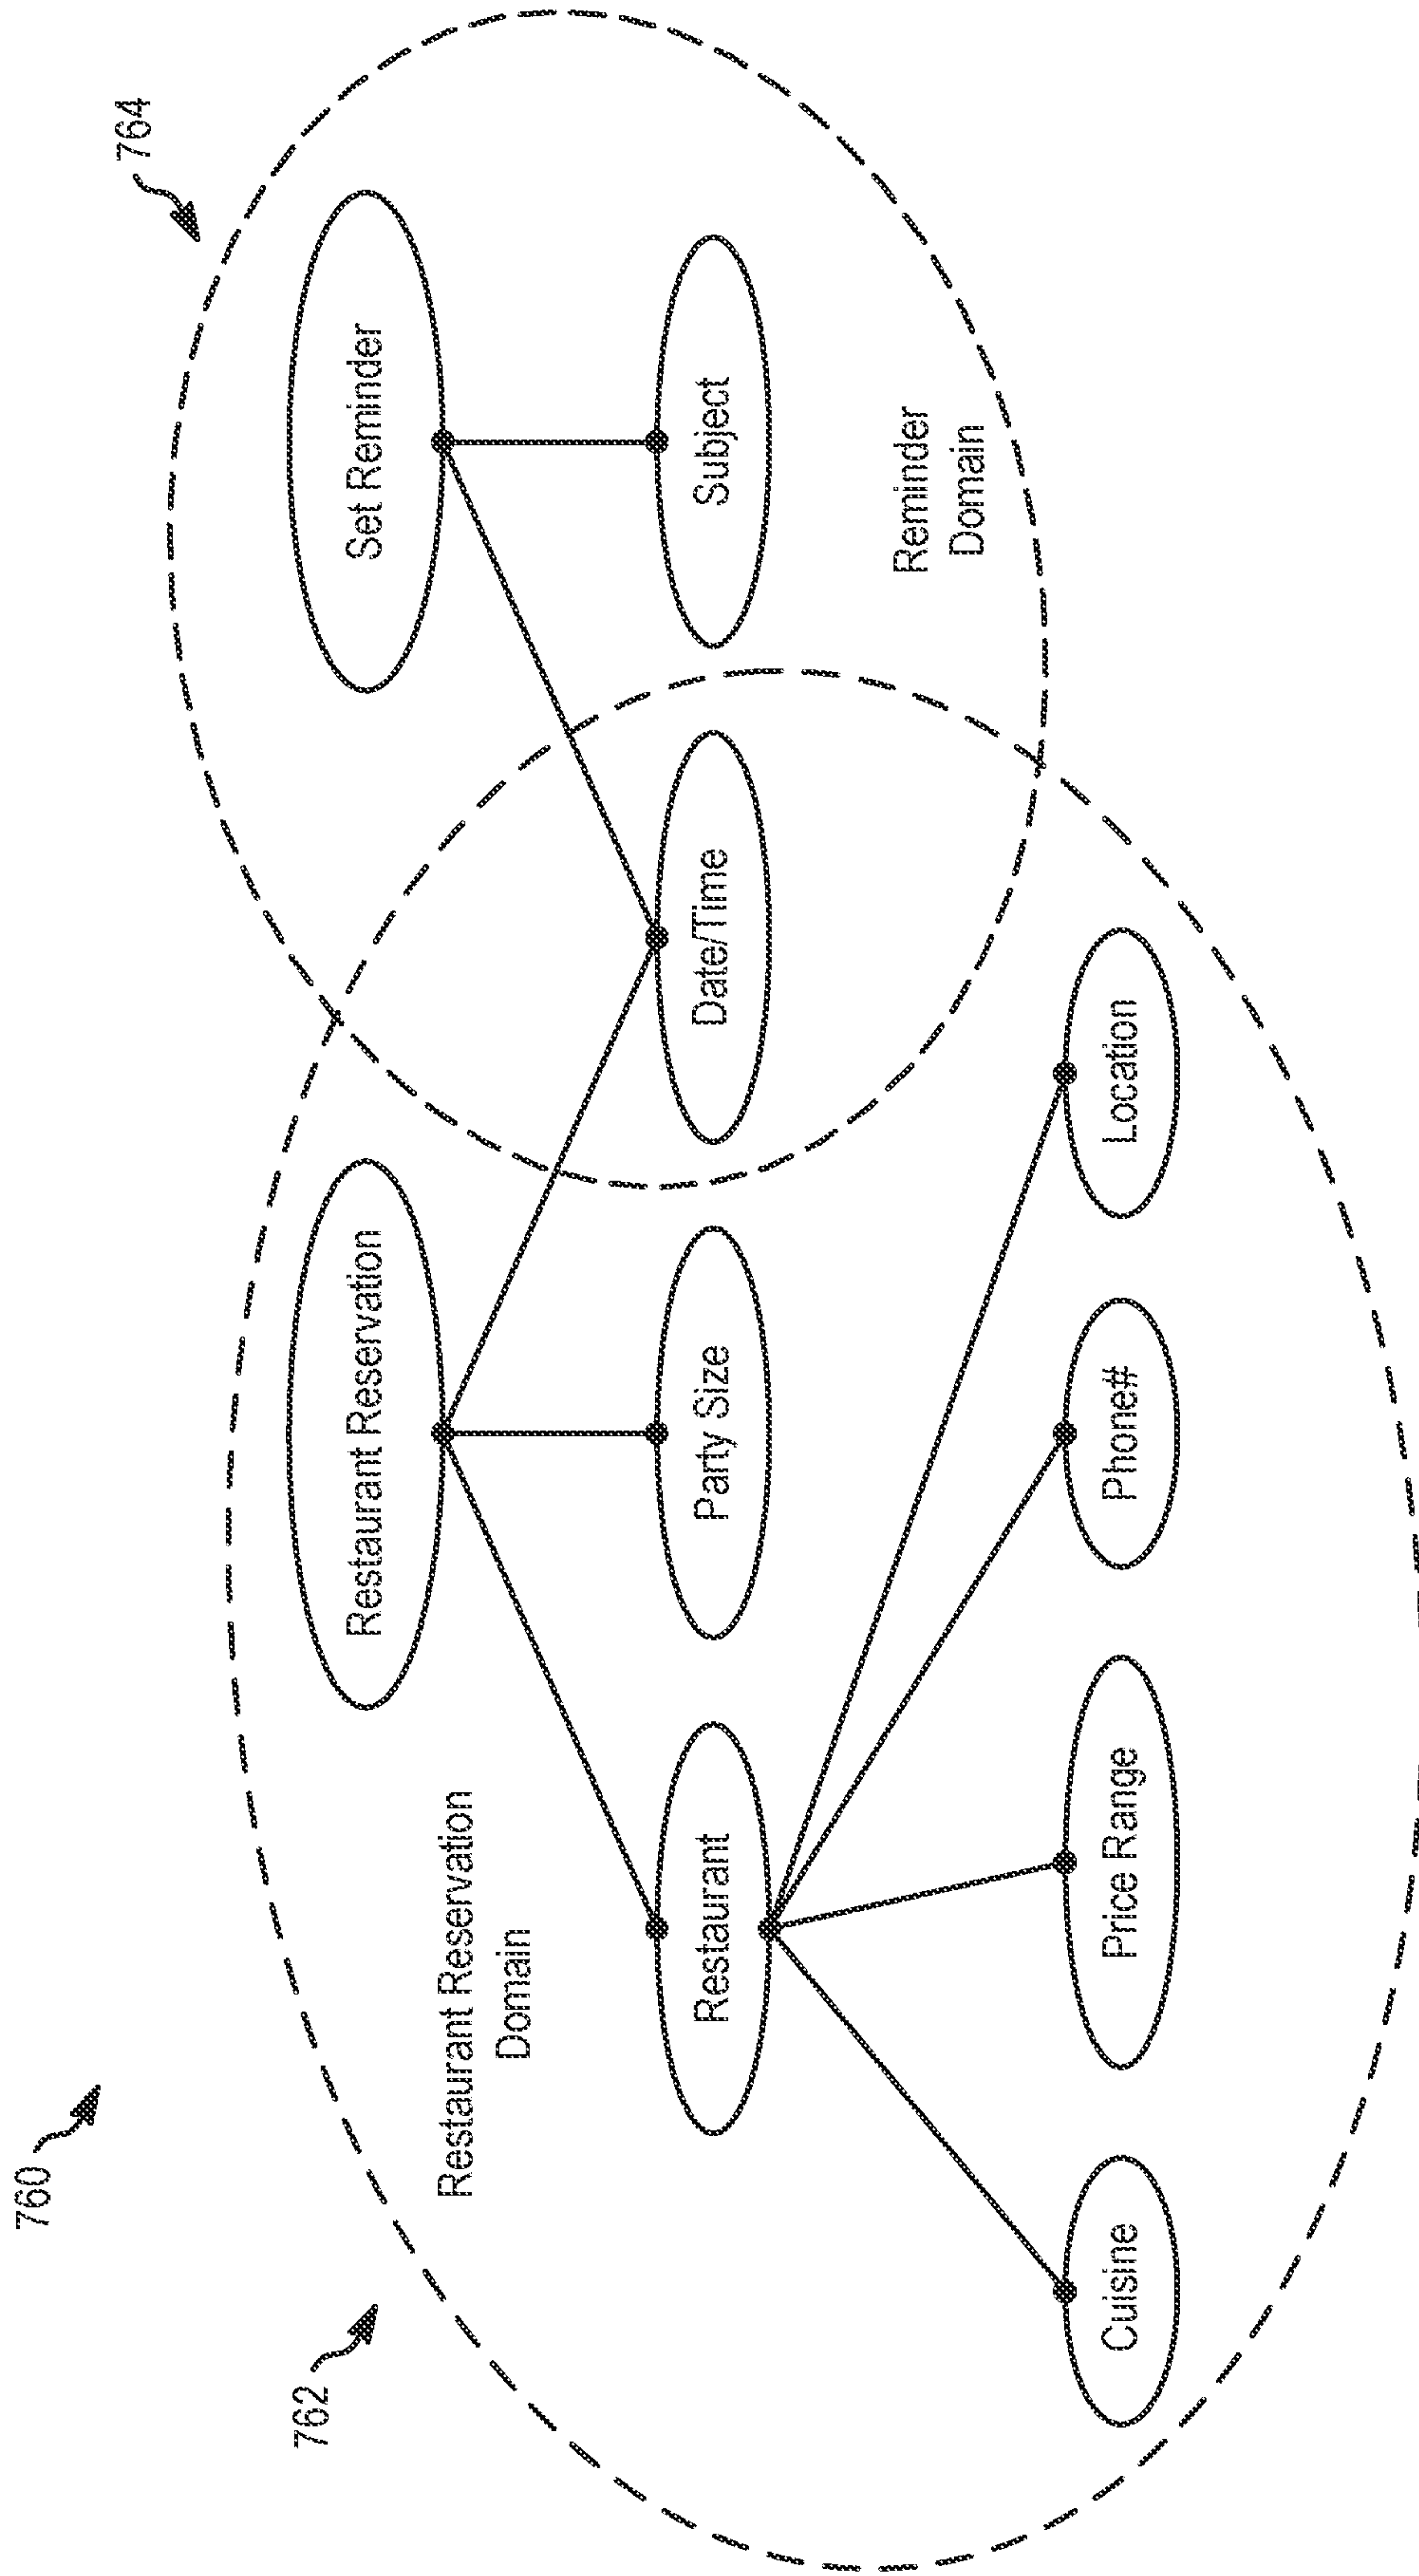 760
762
764
Restaurant Reservation
Domain
Restaurant Reservation
Set Reminder
Restaurant
Party Size
Date/Time
Subject
Reminder
Domain
Cuisine
Price Range
Phone#
Location